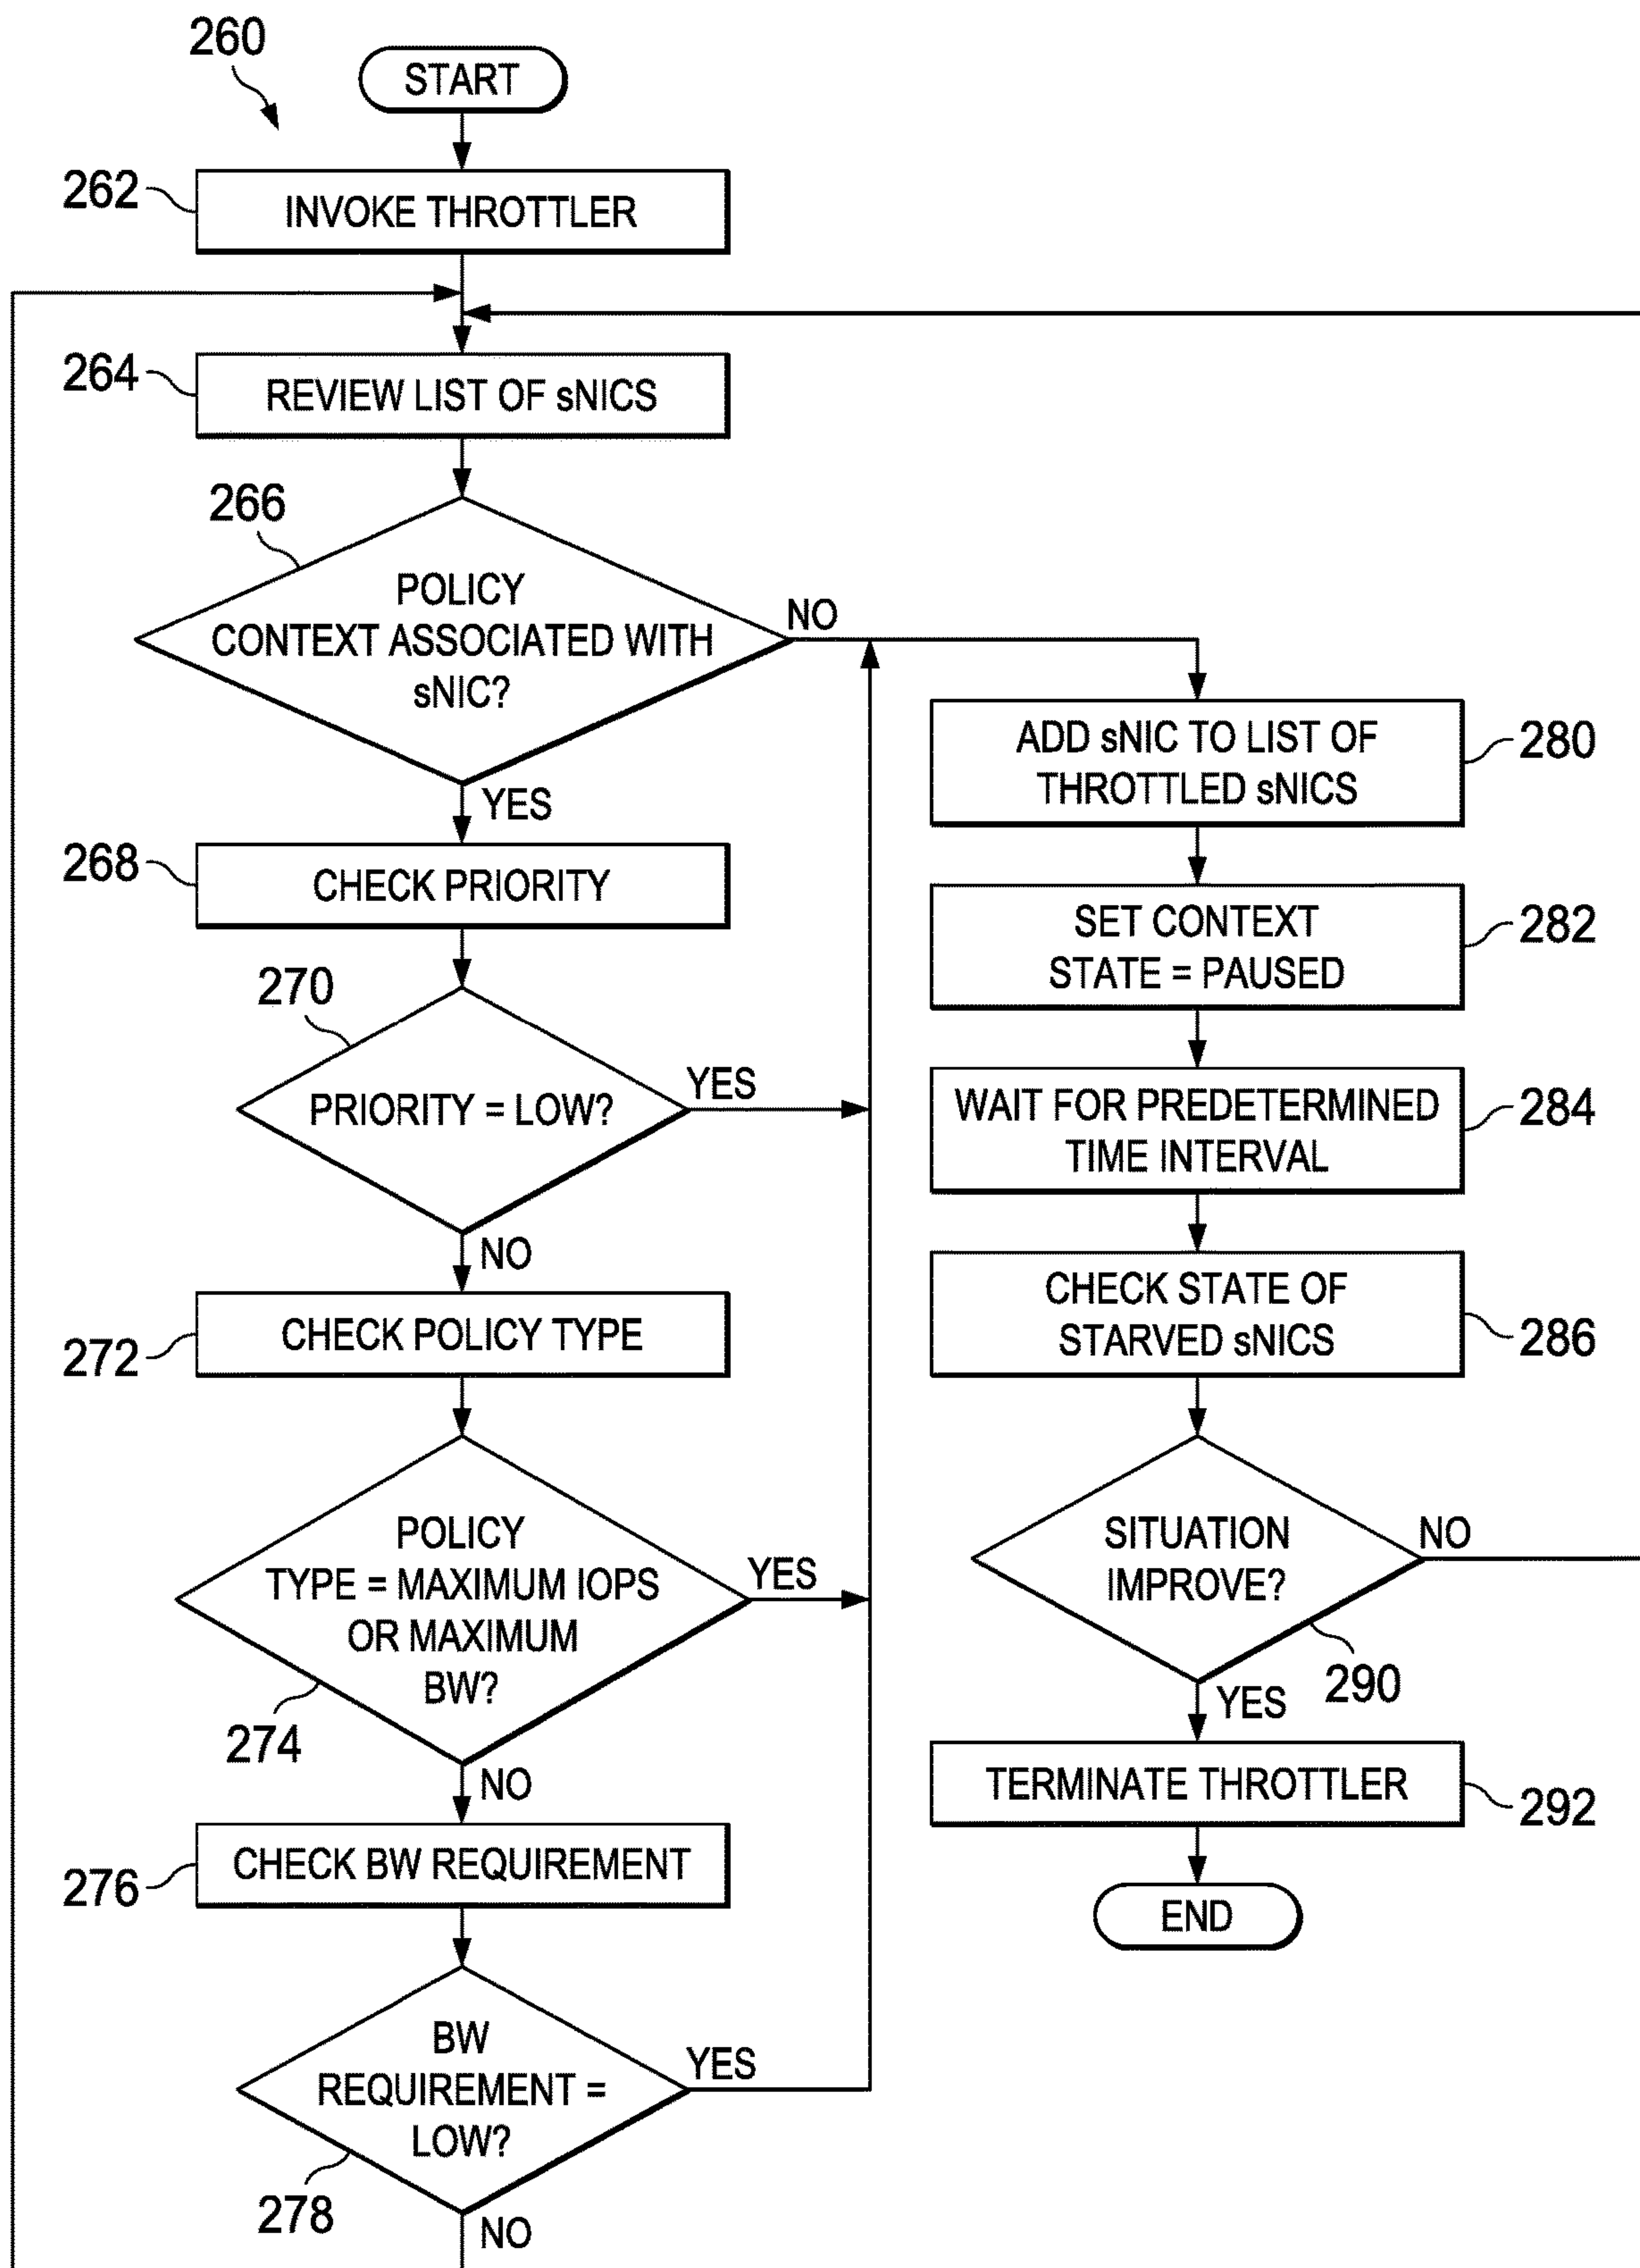 260
START
262
INVOKE THROTTLER
264
REVIEW LIST OF sNICS
266
POLICY
CONTEXT ASSOCIATED WITH
sNIC?
NO
YES
268
CHECK PRIORITY
270
PRIORITY = LOW?
YES
NO
272
CHECK POLICY TYPE
POLICY
TYPE = MAXIMUM IOPS
OR MAXIMUM
BW?
YES
274
NO
276
CHECK BW REQUIREMENT
BW
REQUIREMENT =
LOW?
YES
278
NO
ADD sNIC TO LIST OF
THROTTLED sNICS
280
SET CONTEXT
STATE = PAUSED
282
WAIT FOR PREDETERMINED
TIME INTERVAL
284
CHECK STATE OF
STARVED sNICS
286
SITUATION
IMPROVE?
NO
290
YES
TERMINATE THROTTLER
292
END